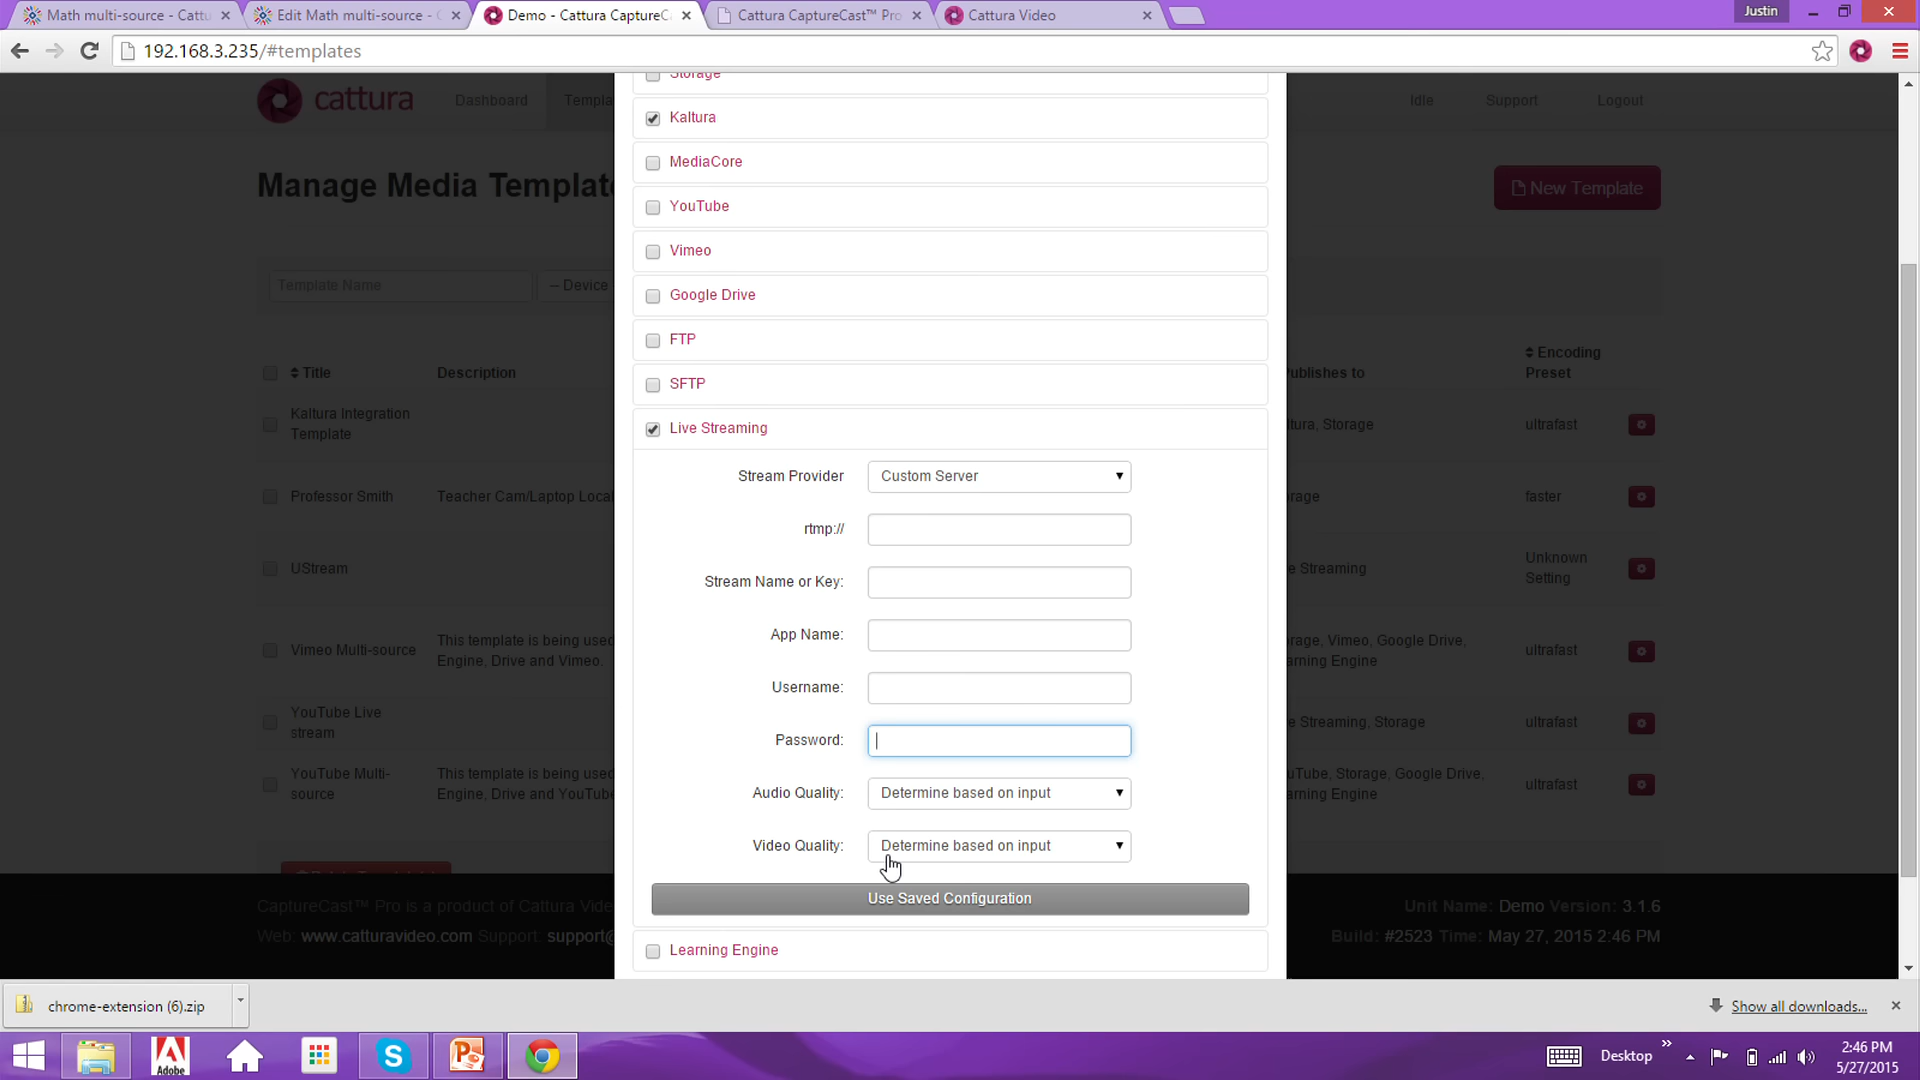 Math multi-source - Cattu
Edit Math multi-source - C
Demo - Cattura CaptureCa
Cattura CaptureCast™ Pro
Cattura Video
Justin
192.168.3.235/#templates
cattura
Dashboard
Templa
Idle
Support
Logout
Manage Media Template
New Template
Template Name
-- Device
Title
Description
Publishes to
Encoding
Preset
Kaltura Integration
Template
ltura, Storage
ultrafast
Professor Smith
Teacher Cam/Laptop Local
orage
faster
UStream
e Streaming
Unknown
Setting
Vimeo Multi-source
This template is being used
Engine, Drive and Vimeo.
orage, Vimeo, Google Drive,
arning Engine
ultrafast
YouTube Live
stream
e Streaming, Storage
ultrafast
YouTube Multi-
source
This template is being used
Engine, Drive and YouTube
uTube, Storage, Google Drive,
arning Engine
ultrafast
Storage
Kaltura
MediaCore
YouTube
Vimeo
Google Drive
FTP
SFTP
Live Streaming
Stream Provider
Custom Server
rtmp://
Stream Name or Key:
App Name:
Username:
Password:
Audio Quality:
Determine based on input
Video Quality:
Determine based on input
Use Saved Configuration
Learning Engine
CaptureCast™ Pro is a product of Cattura Vide
Web: www.catturavideo.com Support: support@
Unit Name: Demo Version: 3.1.6
Build: #2523 Time: May 27, 2015 2:46 PM
chrome-extension (6).zip
Show all downloads...
Adobe
Desktop
2:46 PM
5/27/2015